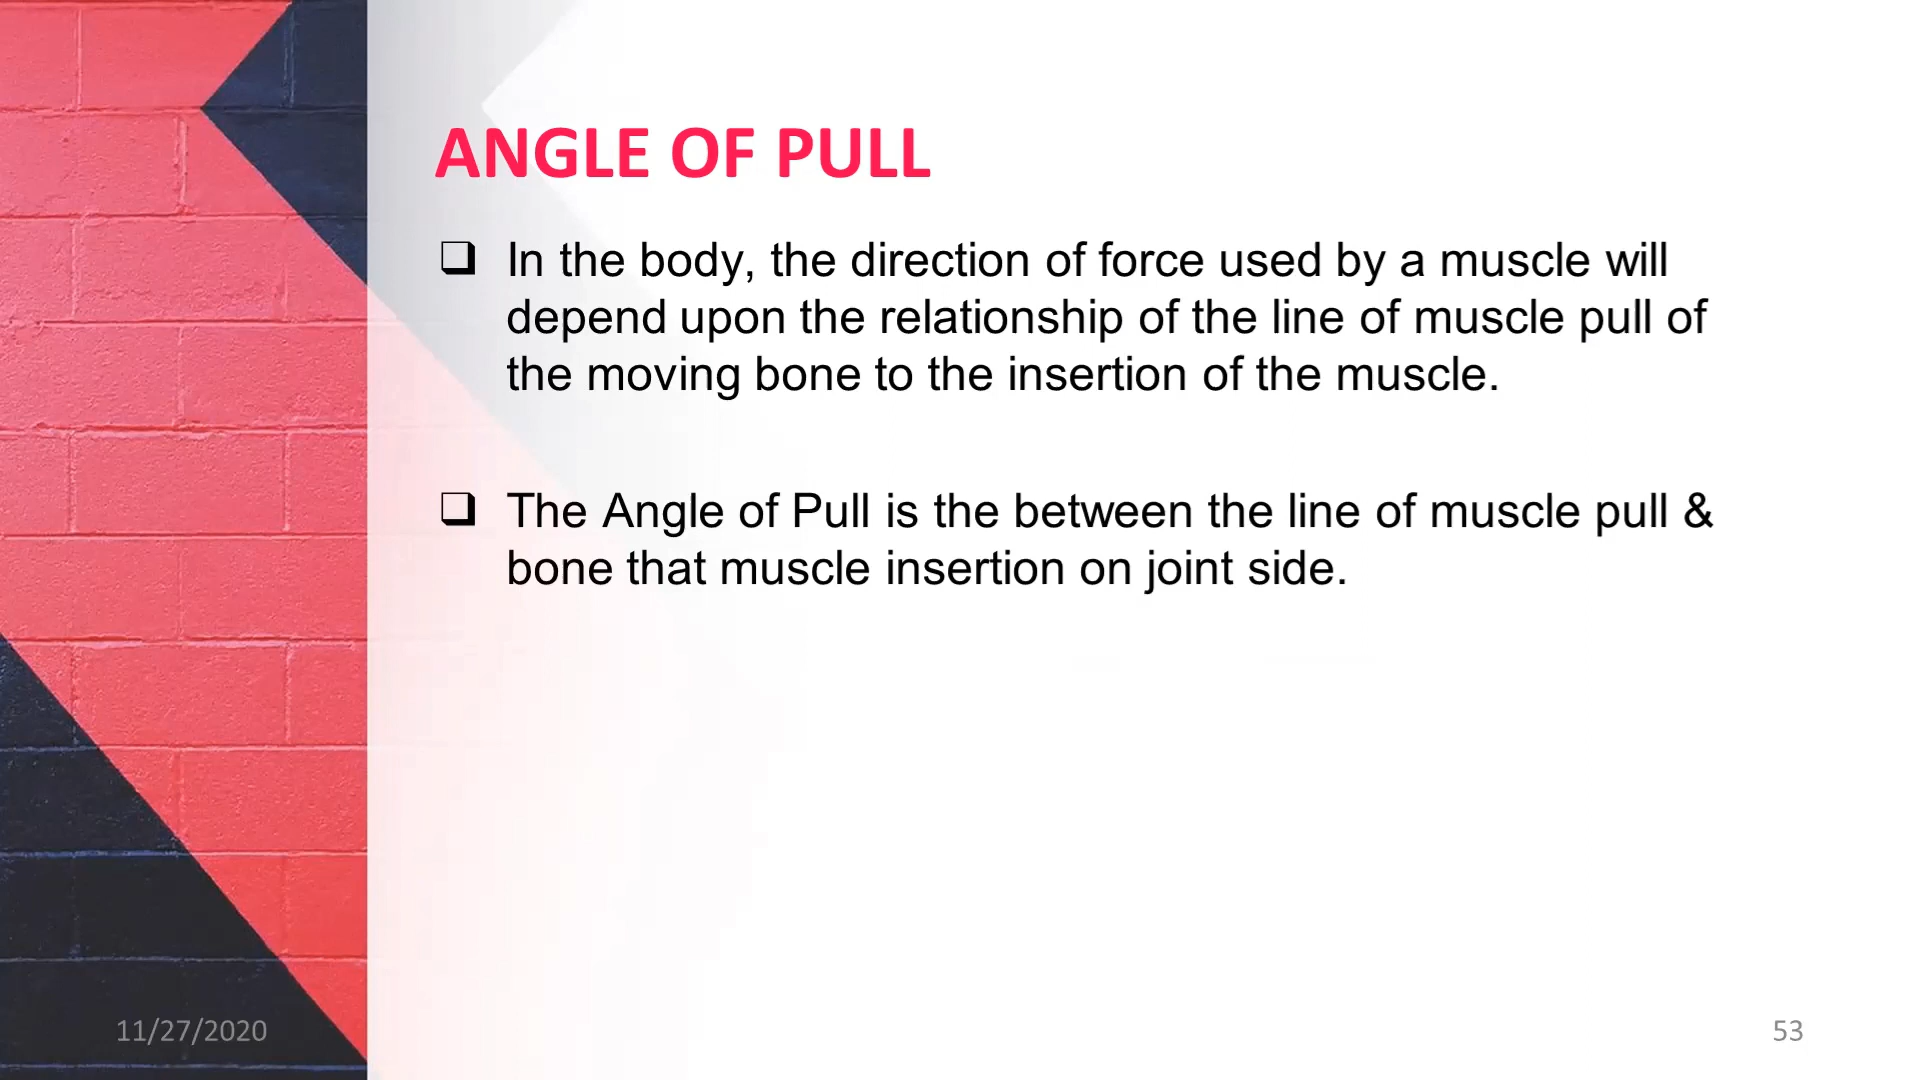 ANGLE OF PULL
❑ In the body, the direction of force used by a muscle will
depend upon the relationship of the line of muscle pull of
the moving bone to the insertion of the muscle.
❑ The Angle of Pull is the between the line of muscle pull &
bone that muscle insertion on joint side.
11/27/2020
53